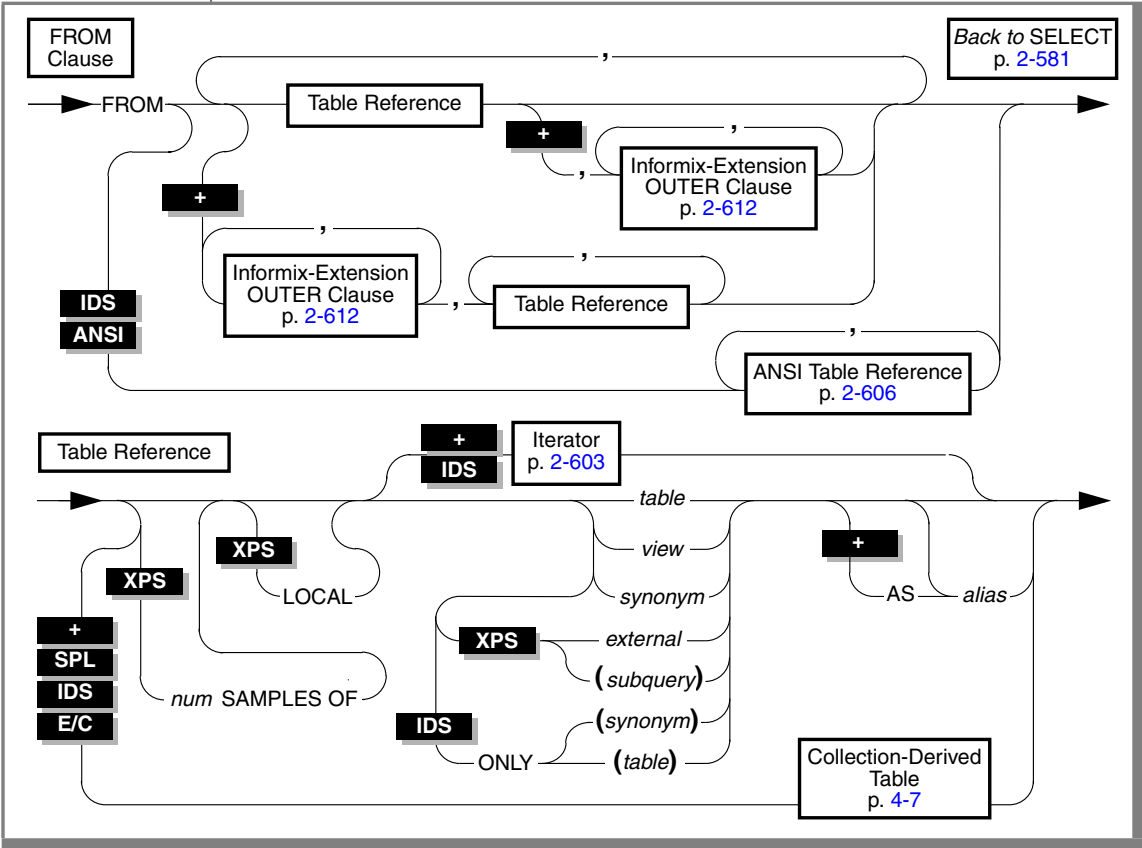 FROM
Clause
Back to SELECT
p. 2-581
,
FROM
Table Reference
+
,
,
Informix-Extension
OUTER Clause
p. 2-612
+
,
Informix-Extension
OUTER Clause
p. 2-612
,
,
Table Reference
IDS
ANSI
,
ANSI Table Reference
p. 2-606
Table Reference
+
IDS
Iterator
p. 2-603
table
XPS
view
+
XPS
LOCAL
synonym
AS
alias
+
SPL
IDS
E/C
XPS
external
(subquery)
num SAMPLES OF
IDS
(synonym)
ONLY
(table)
Collection-Derived
Table
p. 4-7